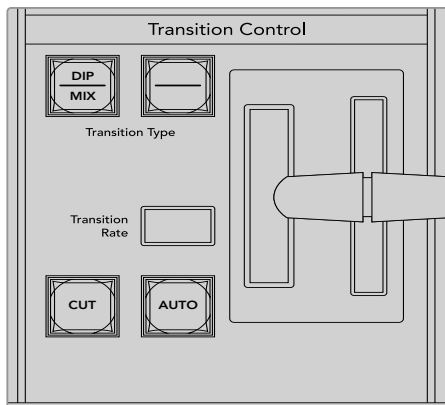 Transition Control
DIP
MIX
Transition Type
Transition
Rate
CUT
AUTO